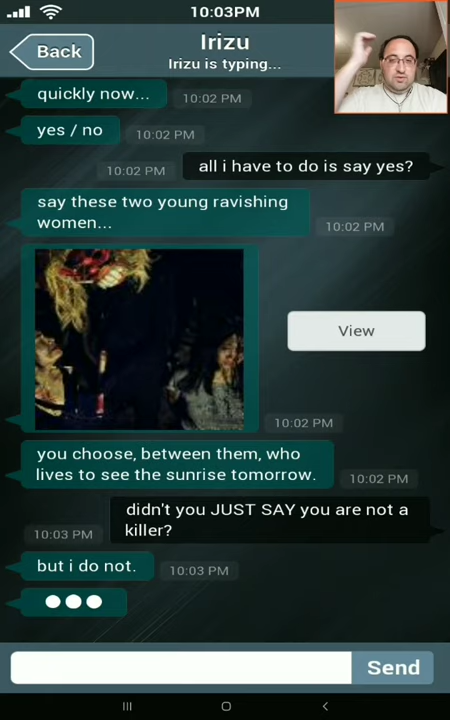 10:03PM
Back
Irizu
Irizu is typing...
quickly now...
10:02 PM
yes / no
10:02 PM
10:02 PM
all i have to do is say yes?
say these two young ravishing
women...
10:02 PM
View
10:02 PM
you choose, between them, who
lives to see the sunrise tomorrow.
10:02 PM
didn't you JUST SAY you are not a
killer?
10:03 PM
but i do not.
10:03 PM
Send